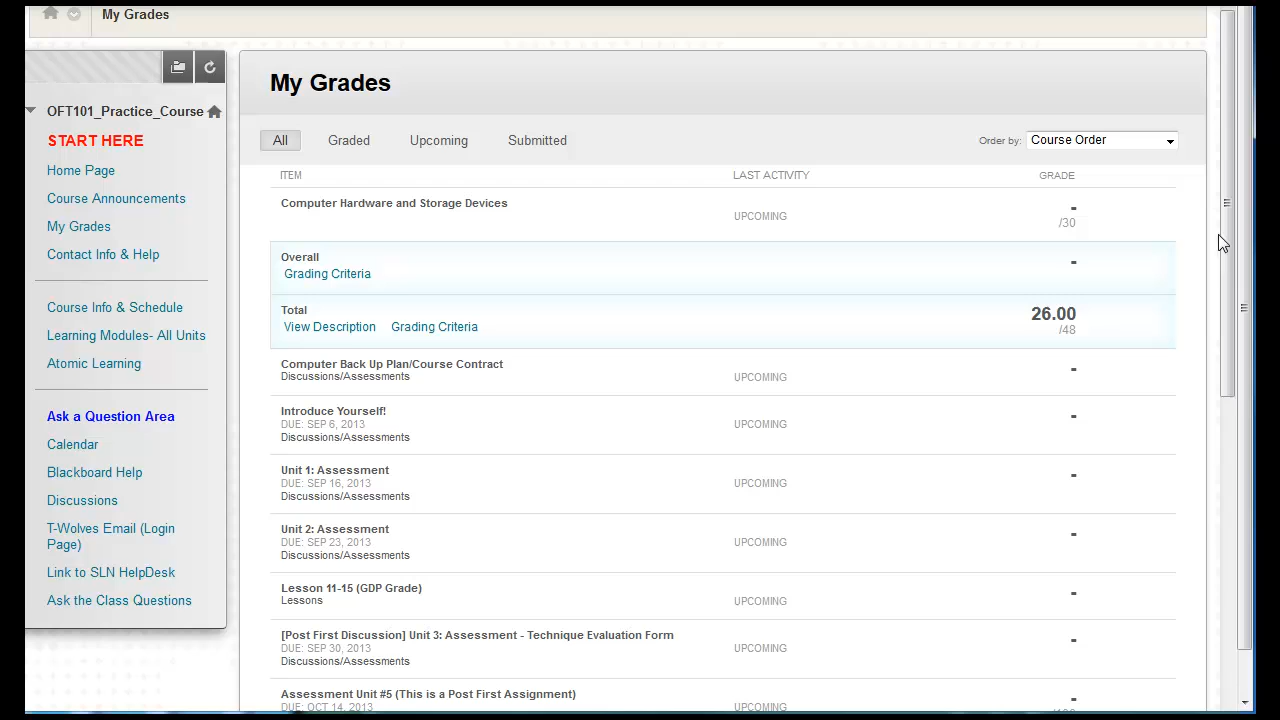 My Grades
OFT101_Practice_Course
START HERE
Home Page
Course Announcements
My Grades
Contact Info & Help
Course Info & Schedule
Learning Modules- All Units
Atomic Learning
Ask a Question Area
Calendar
Blackboard Help
Discussions
T-Wolves Email (Login
Page)
Link to SLN HelpDesk
Ask the Class Questions
My Grades
All Graded Upcoming Submitted Order by: Course Order
ITEM LAST ACTIVITY GRADE
Computer Hardware and Storage Devices -
UPCOMING
/30
Overall -
Grading Criteria
Total 26.00
View Description Grading Criteria /48
Computer Back Up Plan/Course Contract -
Discussions/Assessments UPCOMING
Introduce Yourself! -
DUE: SEP 6, 2013 UPCOMING
Discussions/Assessments
Unit 1: Assessment -
DUE: SEP 16, 2013 UPCOMING
Discussions/Assessments
Unit 2: Assessment -
DUE: SEP 23, 2013 UPCOMING
Discussions/Assessments
Lesson 11-15 (GDP Grade) -
Lessons UPCOMING
[Post First Discussion] Unit 3: Assessment - Technique Evaluation Form -
DUE: SEP 30, 2013 UPCOMING
Discussions/Assessments
Assessment Unit #5 (This is a Post First Assignment) -
DUE: OCT 14, 2013 UPCOMING